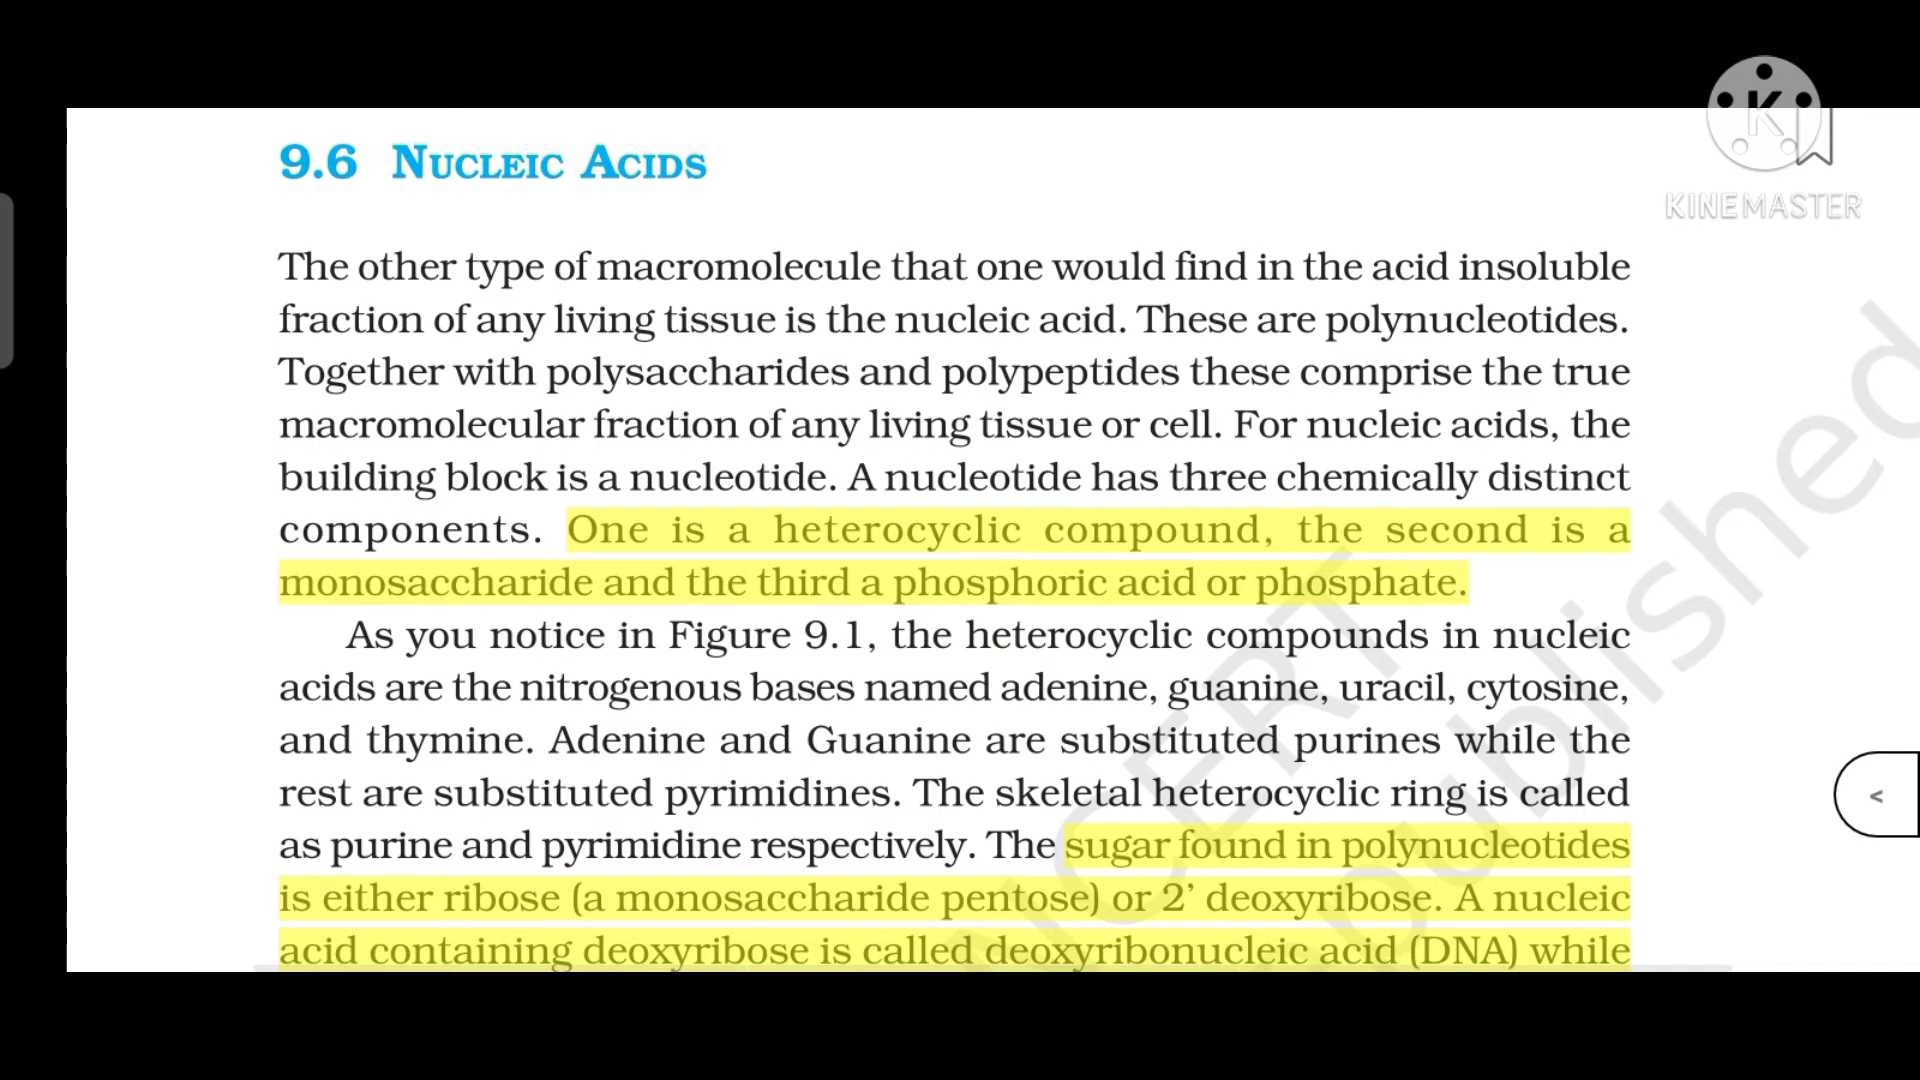 K
KINEMASTER
9.6 NUCLEIC ACIDS
The other type of macromolecule that one would find in the acid insoluble
fraction of any living tissue is the nucleic acid. These are polynucleotides.
Together with polysaccharides and polypeptides these comprise the true
macromolecular fraction of any living tissue or cell. For nucleic acids, the
building block is a nucleotide. A nucleotide has three chemically distinct
components. One is a heterocyclic compound, the second is a
monosaccharide and the third a phosphoric acid or phosphate.
As you notice in Figure 9.1, the heterocyclic compounds in nucleic
acids are the nitrogenous bases named adenine, guanine, uracil, cytosine,
and thymine. Adenine and Guanine are substituted purines while the
rest are substituted pyrimidines. The skeletal heterocyclic ring is called
as purine and pyrimidine respectively. The sugar found in polynucleotides
is either ribose (a monosaccharide pentose) or 2’ deoxyribose. A nucleic
acid containing deoxyribose is called deoxyribonucleic acid (DNA) while
NCERT
published
<